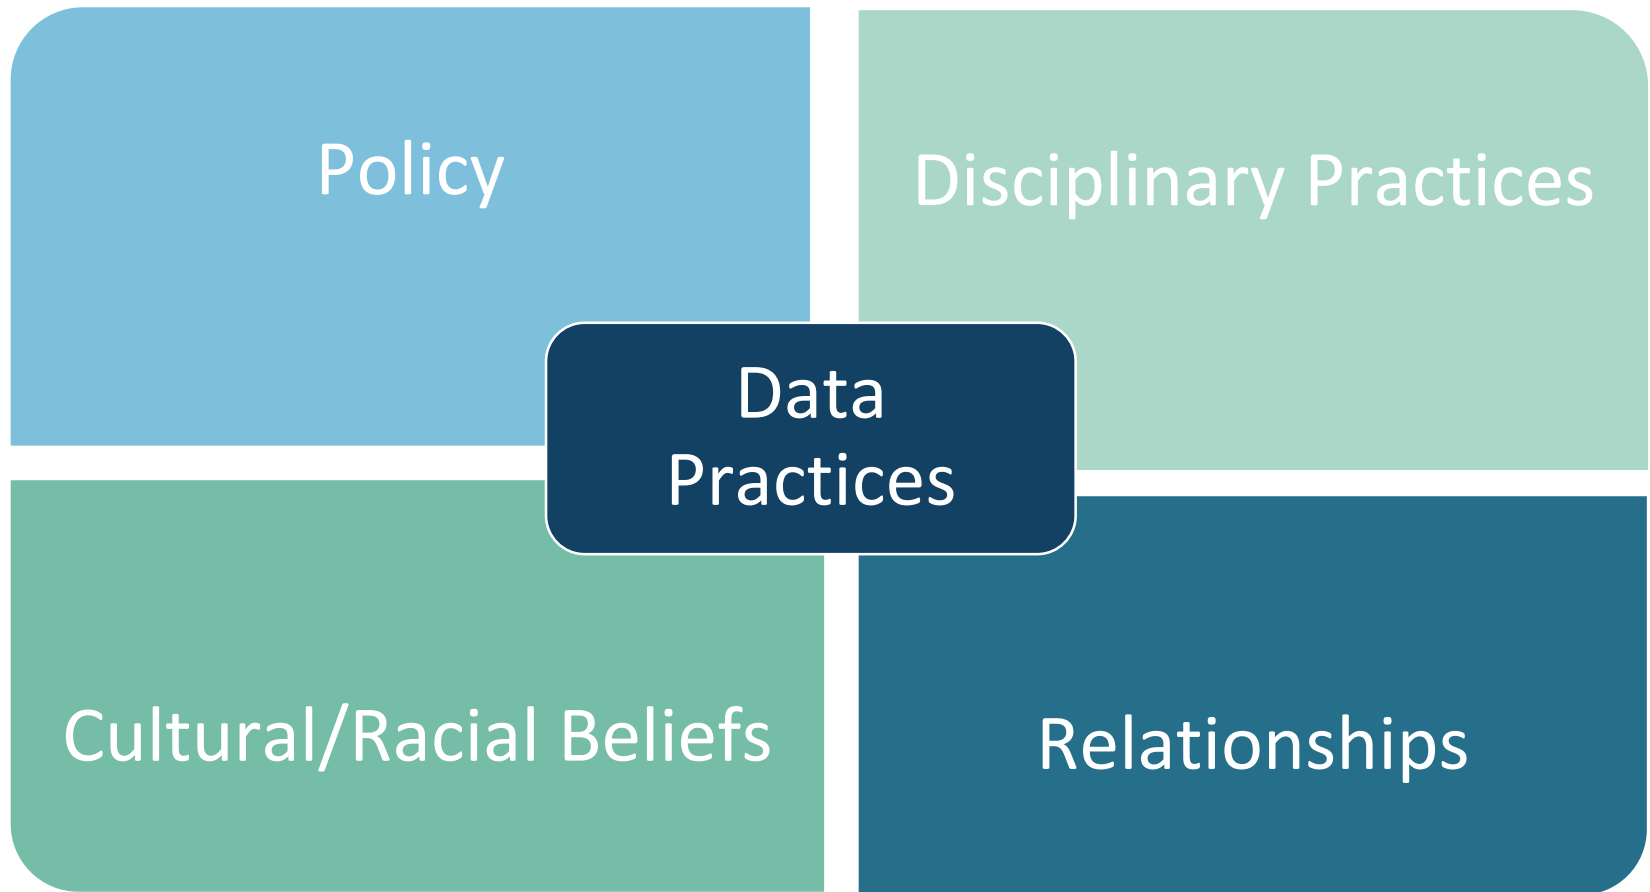 Policy
Disciplinary Practices
Data
Practices
Cultural/Racial Beliefs
Relationships